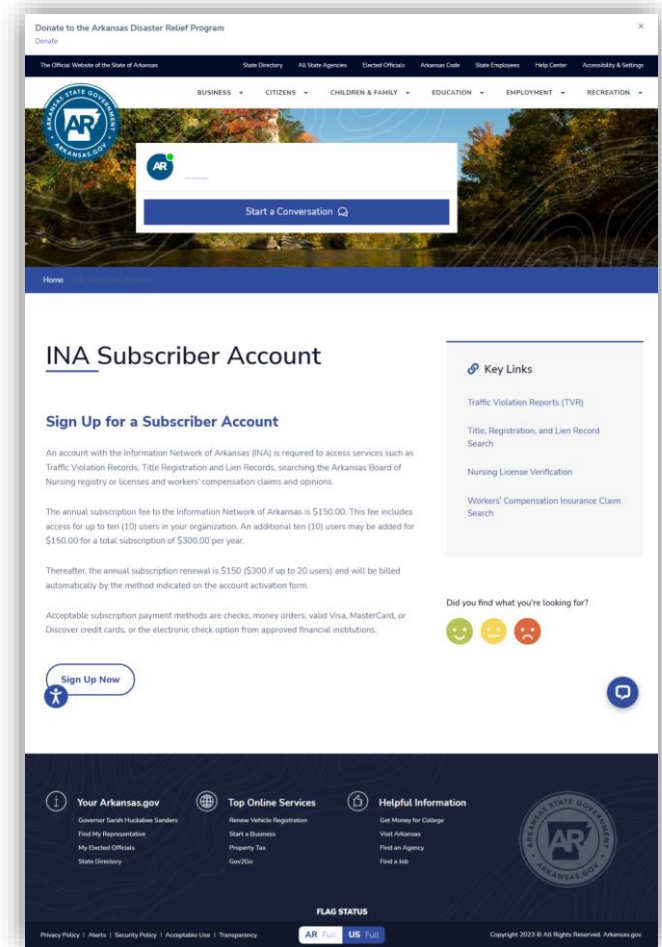 Donate to the Arkansas Disaster Relief Program
Donate
×
The Official Website of the State of Arkansas
State Directory
All State Agencies
Elected Officials
Arkansas Code
State Employees
Help Center
Accessibility & Settings
ARKANSAS STATE GOVERNMENT
AR
ARKANSAS.GOV
BUSINESS
CITIZENS
CHILDREN & FAMILY
EDUCATION
EMPLOYMENT
RECREATION
AR
Start a Conversation
Home
INA Subscriber Account
INA Subscriber Account
Sign Up for a Subscriber Account
An account with the Information Network of Arkansas (INA) is required to access services such as
Traffic Violation Records, Title Registration and Lien Records, searching the Arkansas Board of
Nursing registry or licenses and workers' compensation claims and opinions.
The annual subscription fee to the Information Network of Arkansas is $150.00. This fee includes
access for up to ten (10) users in your organization. An additional ten (10) users may be added for
$150.00 for a total subscription of $300.00 per year.
Thereafter, the annual subscription renewal is $150 ($300 if up to 20 users) and will be billed
automatically by the method indicated on the account activation form.
Acceptable subscription payment methods are checks, money orders, valid Visa, MasterCard, or
Discover credit cards, or the electronic check option from approved financial institutions.
Sign Up Now
Key Links
Traffic Violation Reports (TVR)
Title, Registration, and Lien Record
Search
Nursing License Verification
Workers' Compensation Insurance Claim
Search
Did you find what you're looking for?
Your Arkansas.gov
Governor Sarah Huckabee Sanders
Find My Representative
My Elected Officials
State Directory
Top Online Services
Renew Vehicle Registration
Start a Business
Property Tax
Gov2Go
Helpful Information
Get Money for College
Visit Arkansas
Find an Agency
Find a Job
ARKANSAS STATE GOVERNMENT
AR
ARKANSAS.GOV
FLAG STATUS
AR Full US Full
Privacy Policy | Alerts | Security Policy | Acceptable Use | Transparency
Copyright 2023 © All Rights Reserved. Arkansas.gov